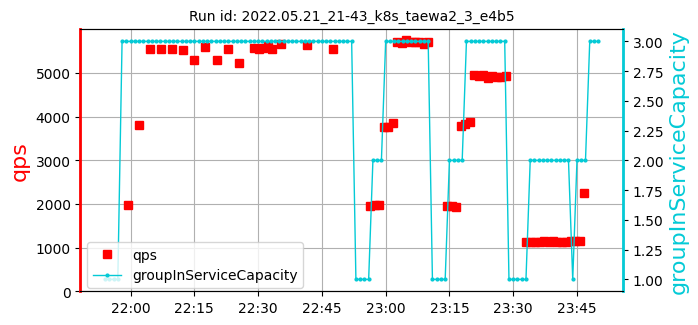 Run id: 2022.05.21_21-43_k8s_taewa2_3_e4b5
qps
5000
4000
3000
2000
1000
0
3.00
2.75
2.50
2.25
2.00
1.75
1.50
1.25
1.00
groupInServiceCapacity
qps
groupInServiceCapacity
22:00 22:15 22:30 22:45 23:00 23:15 23:30 23:45